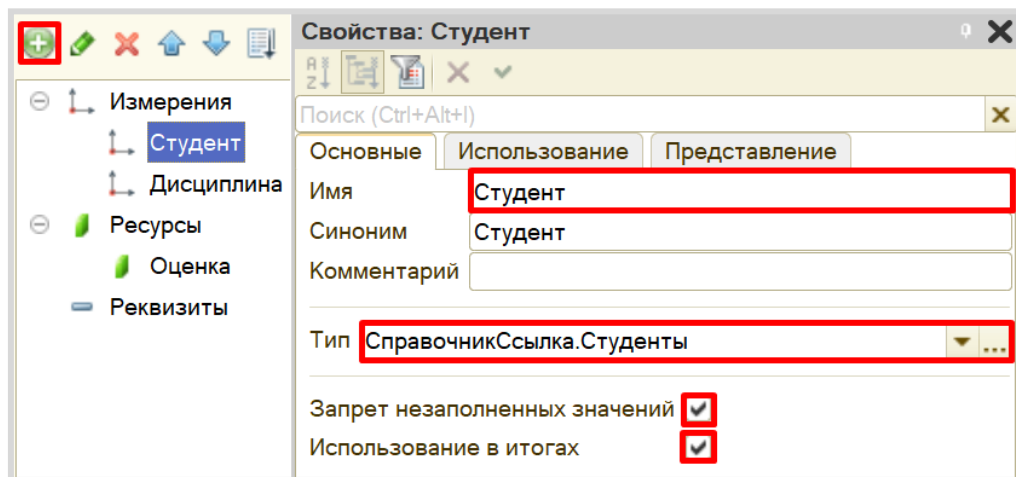 Свойства: Студент
Поиск (Ctrl+Alt+I)
Основные Использование Представление
Измерения
Студент
Дисциплина
Ресурсы
Оценка
Реквизиты
Имя Студент
Синоним Студент
Комментарий
Тип СправочникСсылка.Студенты
Запрет незаполненных значений
Использование в итогах